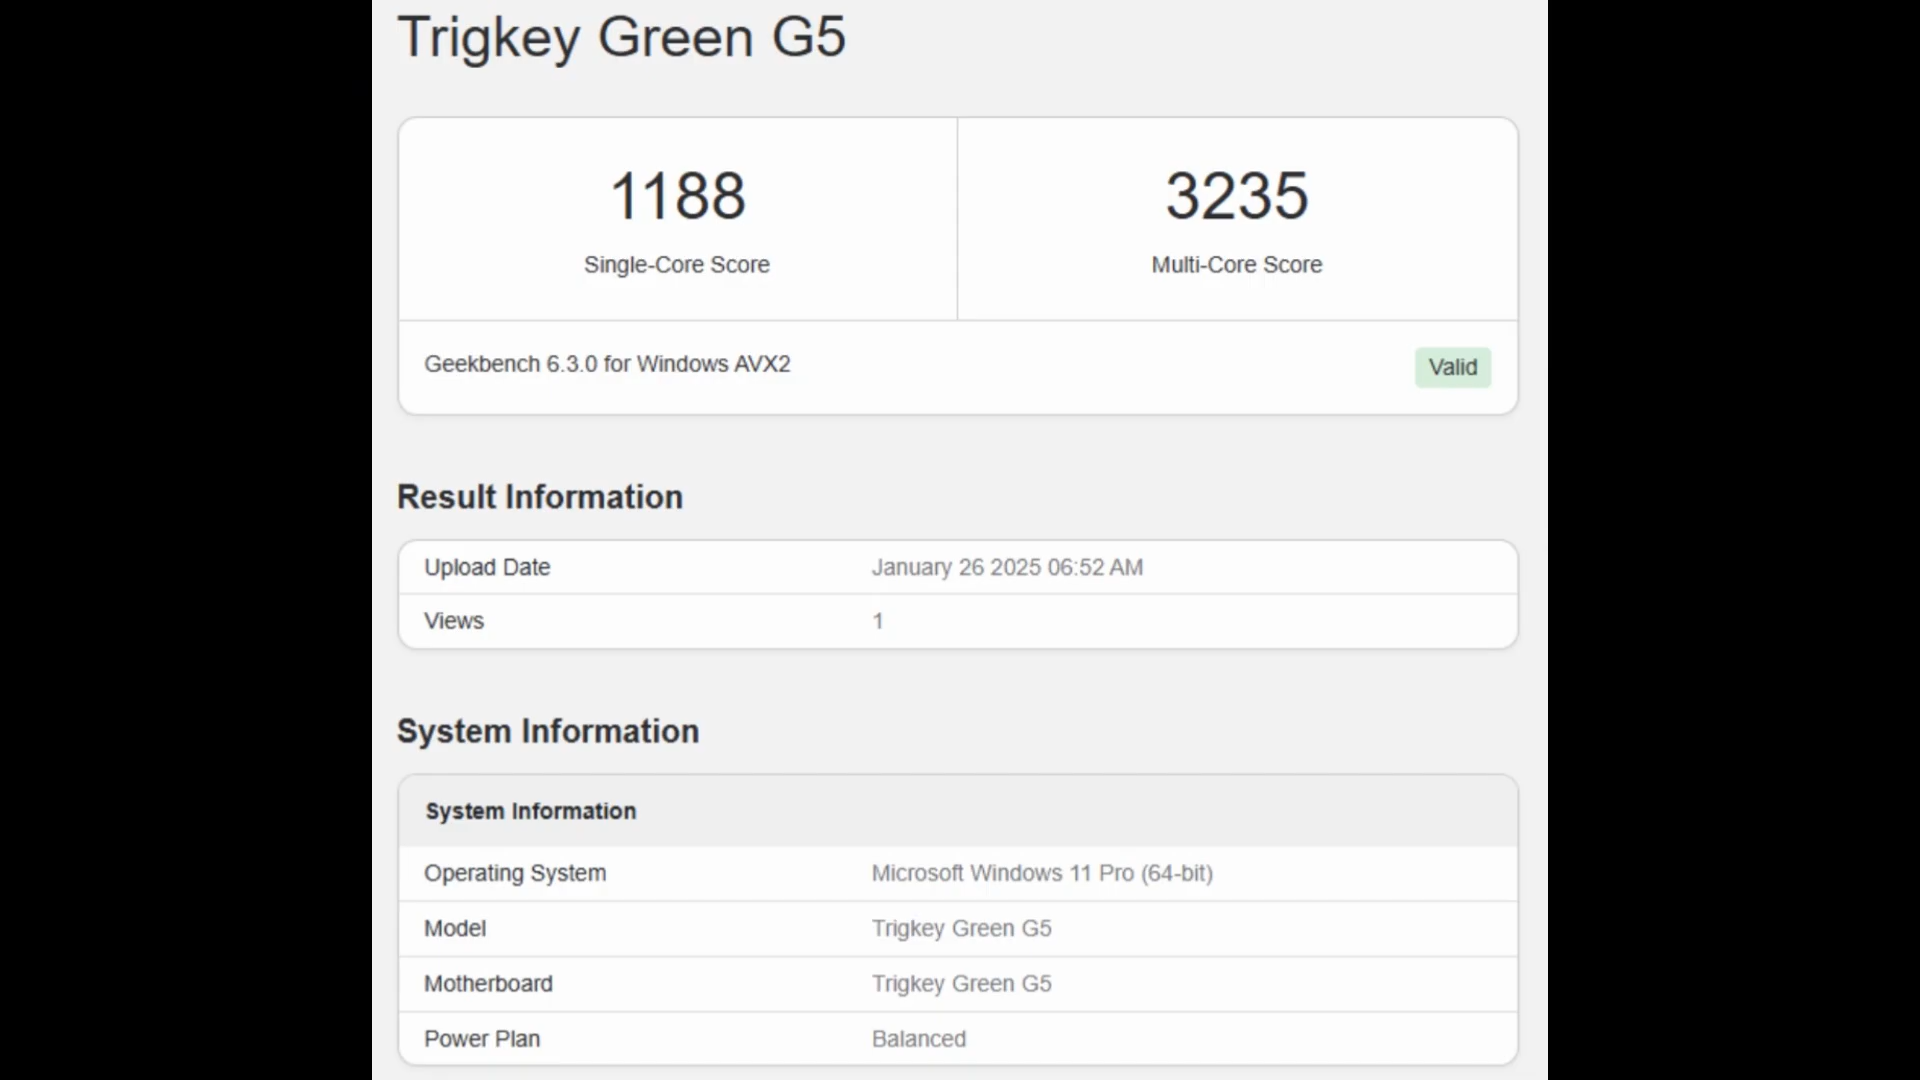 Trigkey Green G5
1188
Single-Core Score
3235
Multi-Core Score
Geekbench 6.3.0 for Windows AVX2
Valid
Result Information
Upload Date January 26 2025 06:52 AM
Views 1
System Information
System Information
Operating System Microsoft Windows 11 Pro (64-bit)
Model Trigkey Green G5
Motherboard Trigkey Green G5
Power Plan Balanced